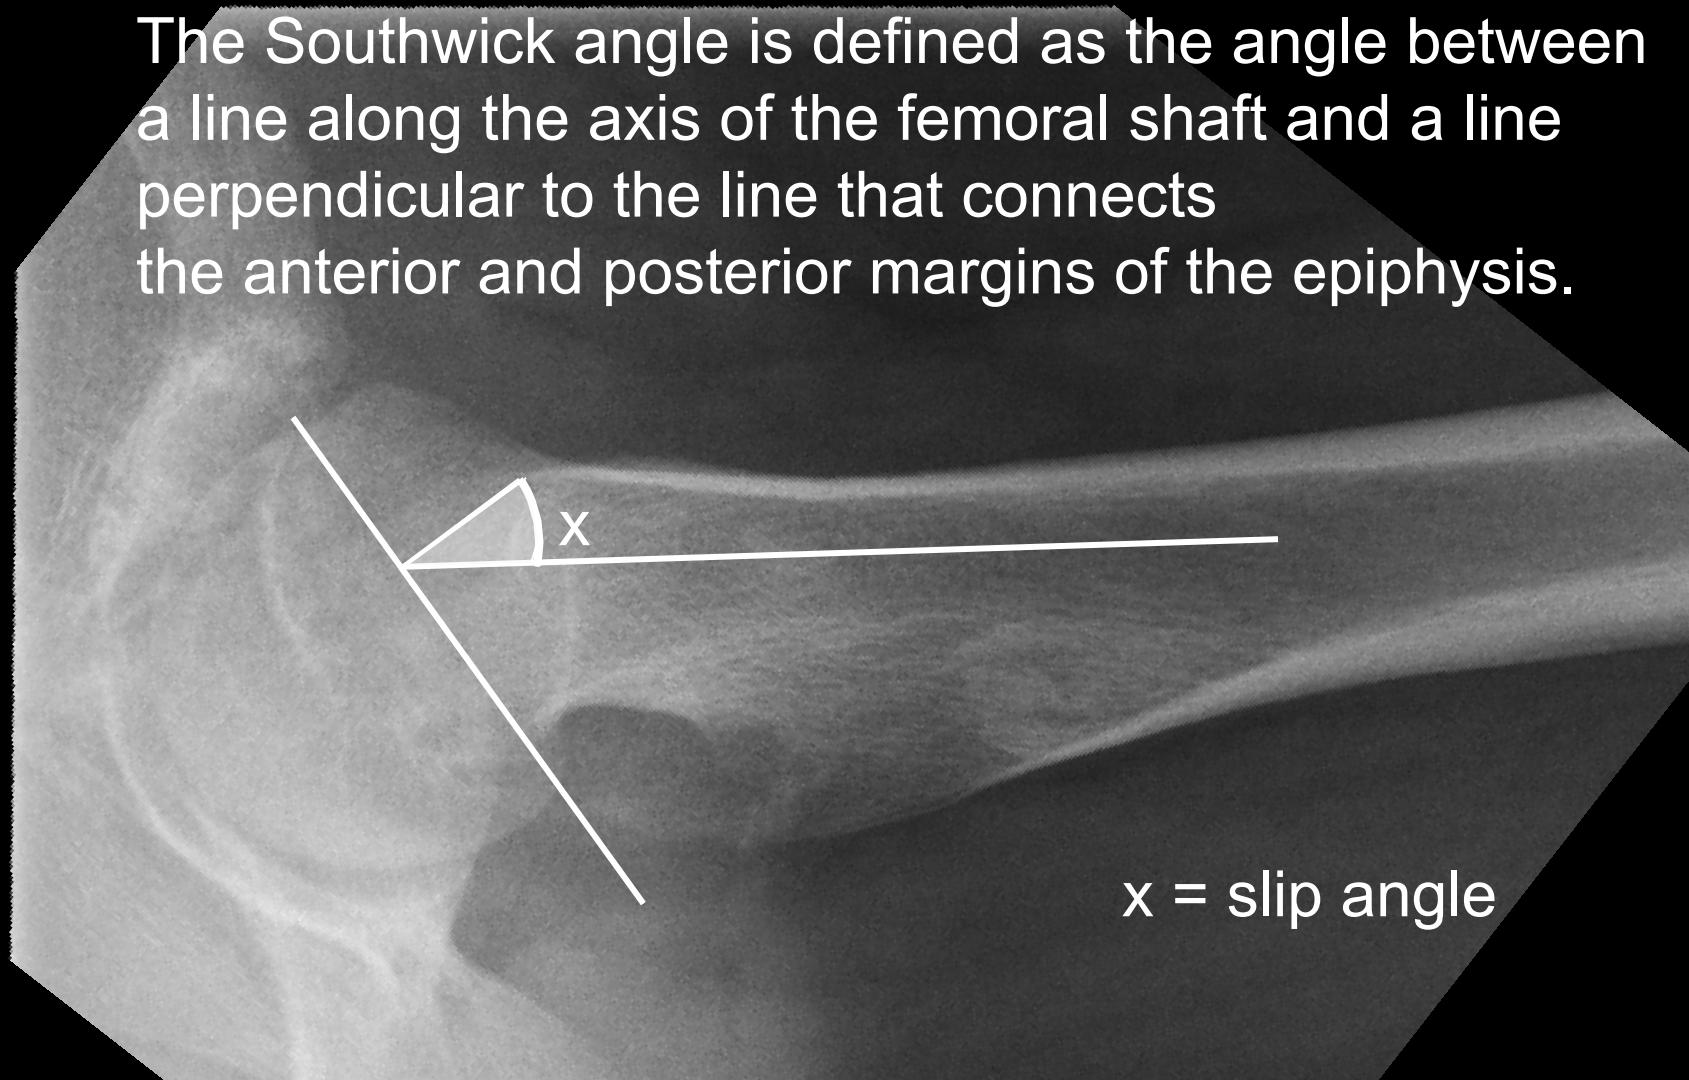 The Southwick angle is defined as the angle between
a line along the axis of the femoral shaft and a line
perpendicular to the line that connects
the anterior and posterior margins of the epiphysis.
x
x = slip angle